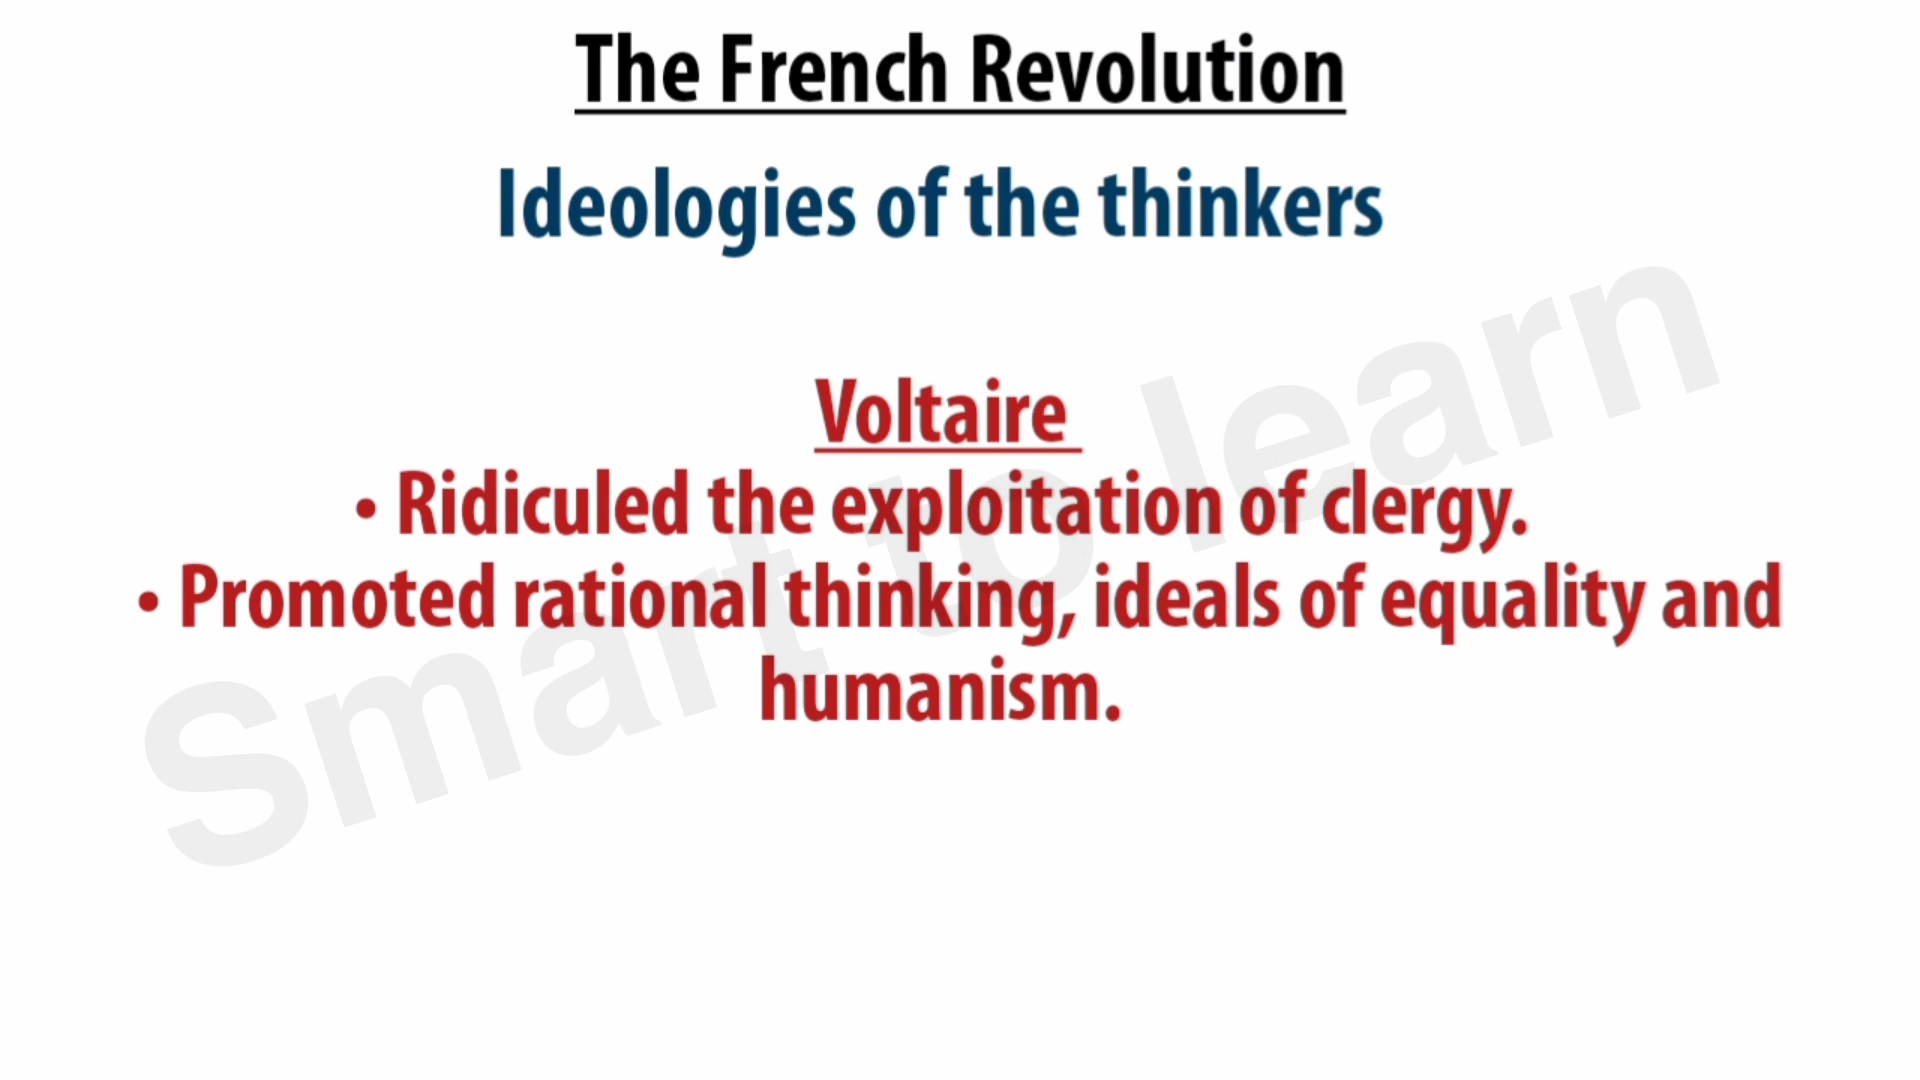 The French Revolution
Ideologies of the thinkers
Voltaire
• Ridiculed the exploitation of clergy.
• Promoted rational thinking, ideals of equality and
humanism.
Smart to learn